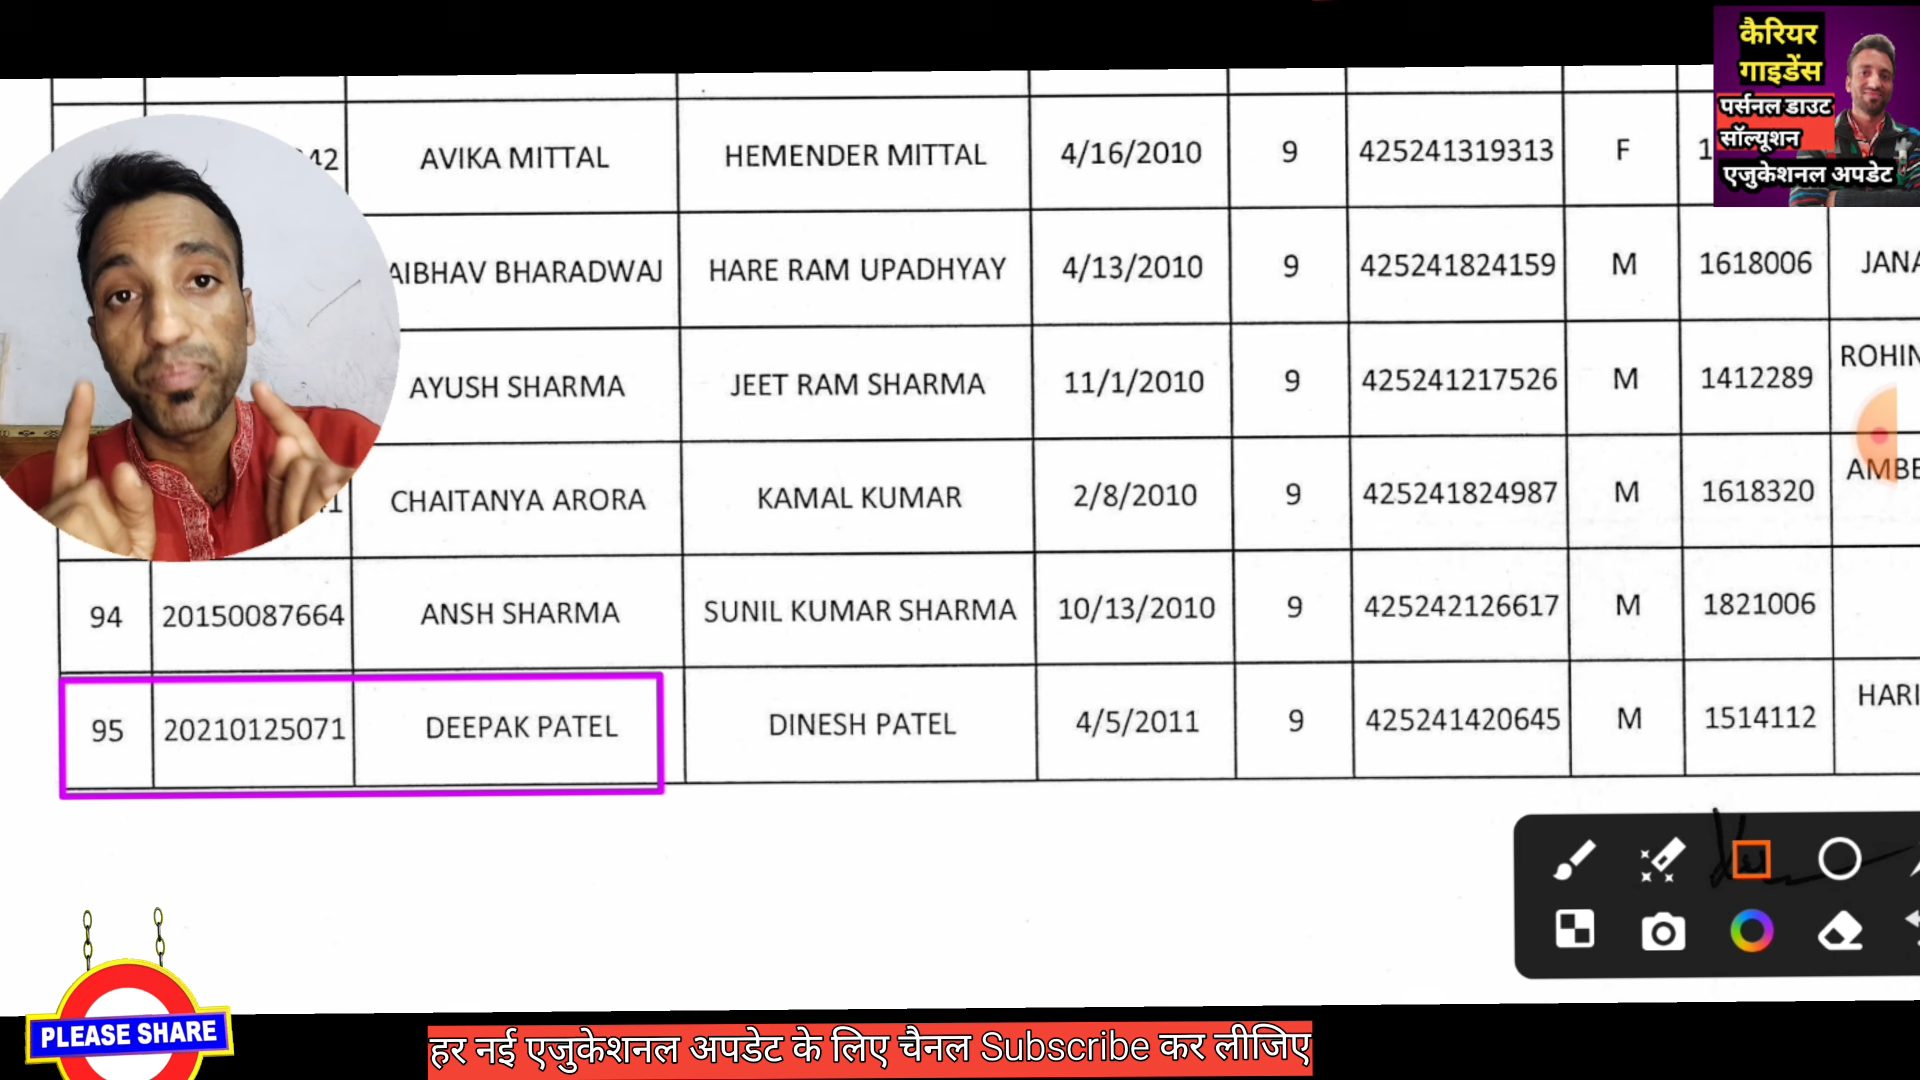 कैरियर
गाइडेंस
पर्सनल डाउट
सॉल्यूशन
एजुकेशनल अपडेट
42 AVIKA MITTAL HEMENDER MITTAL 4/16/2010 9 425241319313 F 1
AIBHAV BHARADWAJ HARE RAM UPADHYAY 4/13/2010 9 425241824159 M 1618006 JANA
AYUSH SHARMA JEET RAM SHARMA 11/1/2010 9 425241217526 M 1412289 ROHIN
1 CHAITANYA ARORA KAMAL KUMAR 2/8/2010 9 425241824987 M 1618320 AMBE
94 20150087664 ANSH SHARMA SUNIL KUMAR SHARMA 10/13/2010 9 425242126617 M 1821006
95 20210125071 DEEPAK PATEL DINESH PATEL 4/5/2011 9 425241420645 M 1514112 HARI
PLEASE SHARE
हर नई एजुकेशनल अपडेट के लिए चैनल Subscribe कर लीजिए